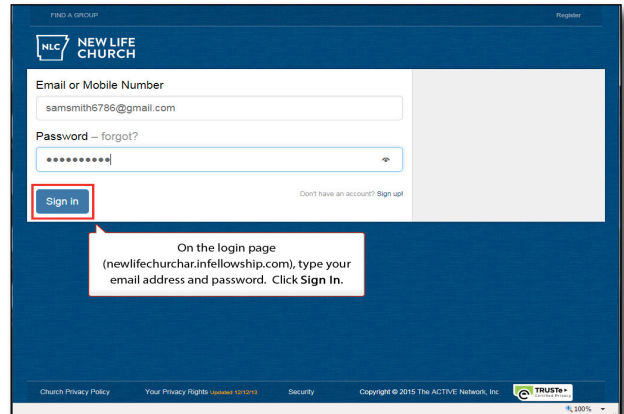 FIND A GROUP Register
NLC NEW LIFE
CHURCH
Email or Mobile Number
samsmith6786@gmail.com
Password – forgot?
Sign in Don't have an account? Sign up!
On the login page
(newlifechurchar.infellowship.com), type your
email address and password. Click Sign In.
Church Privacy Policy Your Privacy Rights Updated 12/12/13 Security Copyright © 2015 The ACTIVE Network, Inc TRUSTe
Certified Privacy
100%